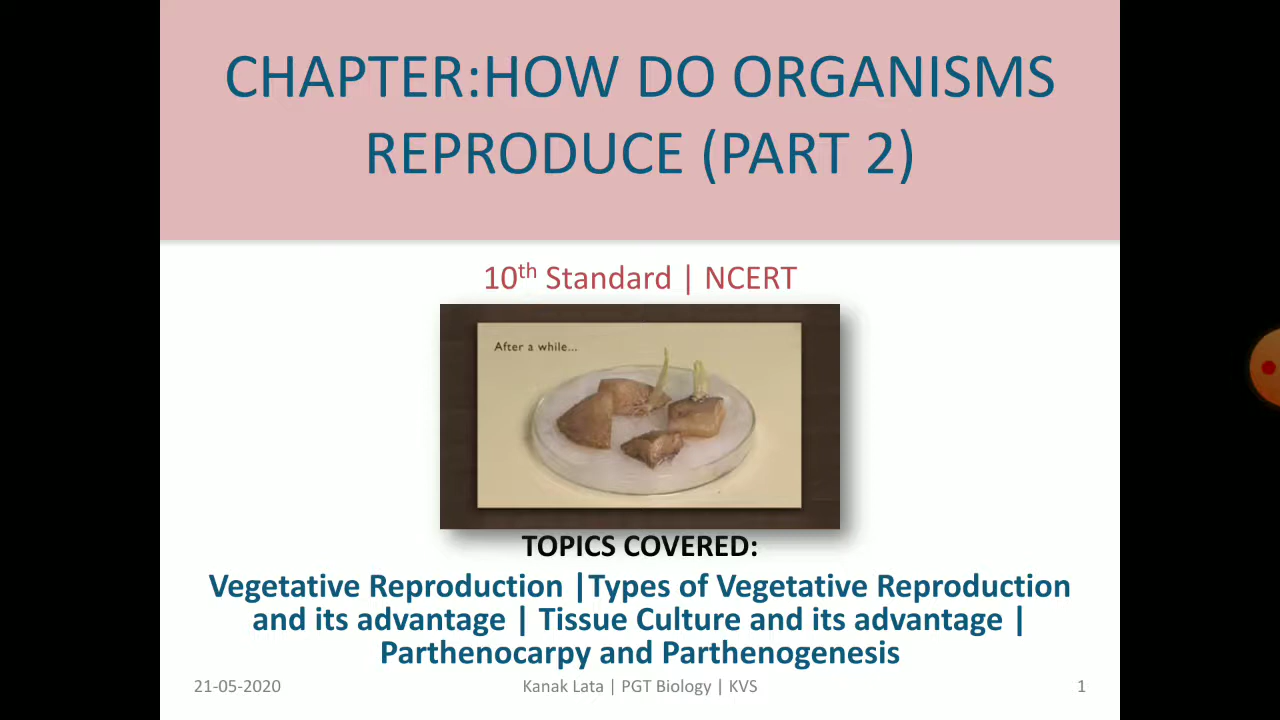 CHAPTER:HOW DO ORGANISMS
REPRODUCE (PART 2)
10th Standard | NCERT
After a while...
TOPICS COVERED:
Vegetative Reproduction |Types of Vegetative Reproduction
and its advantage | Tissue Culture and its advantage |
Parthenocarpy and Parthenogenesis
21-05-2020 Kanak Lata | PGT Biology | KVS 1